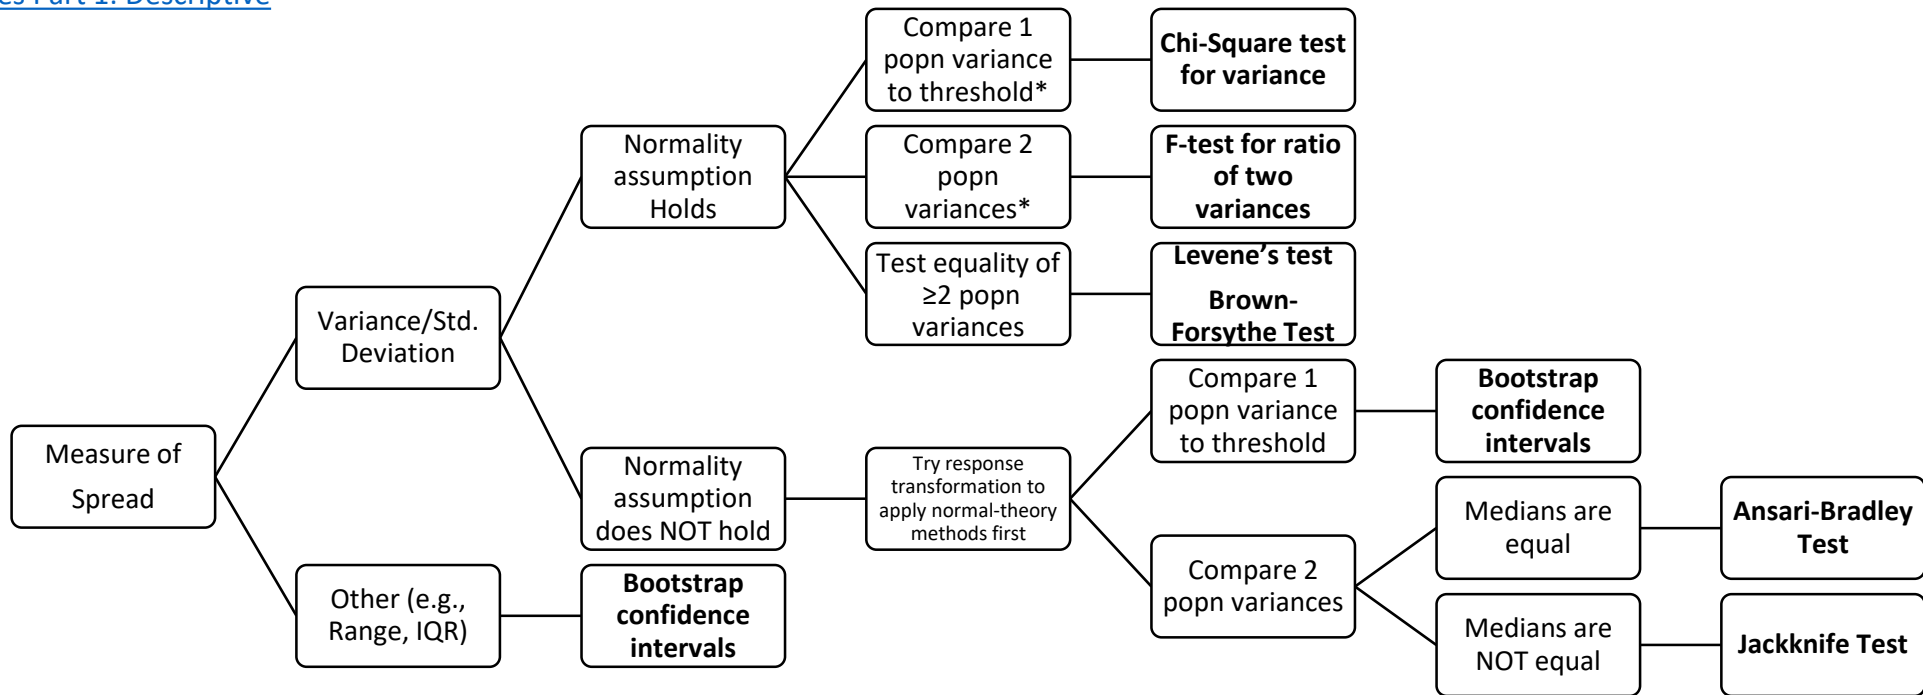 es Part 1: Descriptive
Measure of
Spread
Variance/Std.
Deviation
Normality
assumption
Holds
Compare 1
popn variance
to threshold*
Chi-Square test
for variance
Compare 2
popn
variances*
F-test for ratio
of two
variances
Test equality of
≥2 popn
variances
Levene’s test
Brown-
Forsythe Test
Normality
assumption
does NOT hold
Try response
transformation to
apply normal-theory
methods first
Compare 1
popn variance
to threshold
Bootstrap
confidence
intervals
Compare 2
popn variances
Medians are
equal
Ansari-Bradley
Test
Medians are
NOT equal
Jackknife Test
Other (e.g.,
Range, IQR)
Bootstrap
confidence
intervals